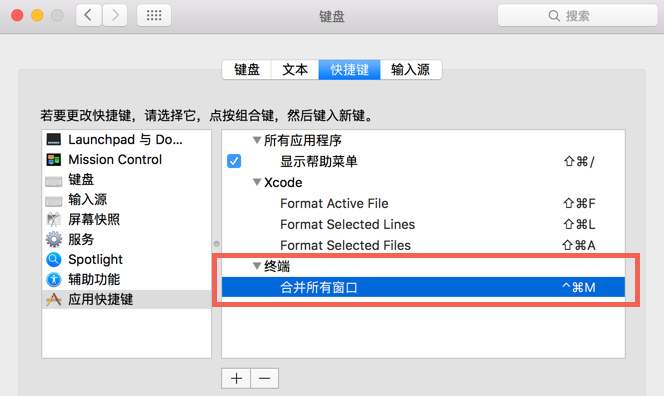 键盘
搜索
键盘 文本 快捷键 输入源
若要更改快捷键，请选择它，点按组合键，然后键入新键。
Launchpad 与 Do...
Mission Control
键盘
输入源
屏幕快照
服务
Spotlight
辅助功能
应用快捷键
所有应用程序
显示帮助菜单 ⇧⌘/
Xcode
Format Active File ⇧⌘F
Format Selected Lines ⇧⌘L
Format Selected Files ⇧⌘A
终端
合并所有窗口 ^⌘M